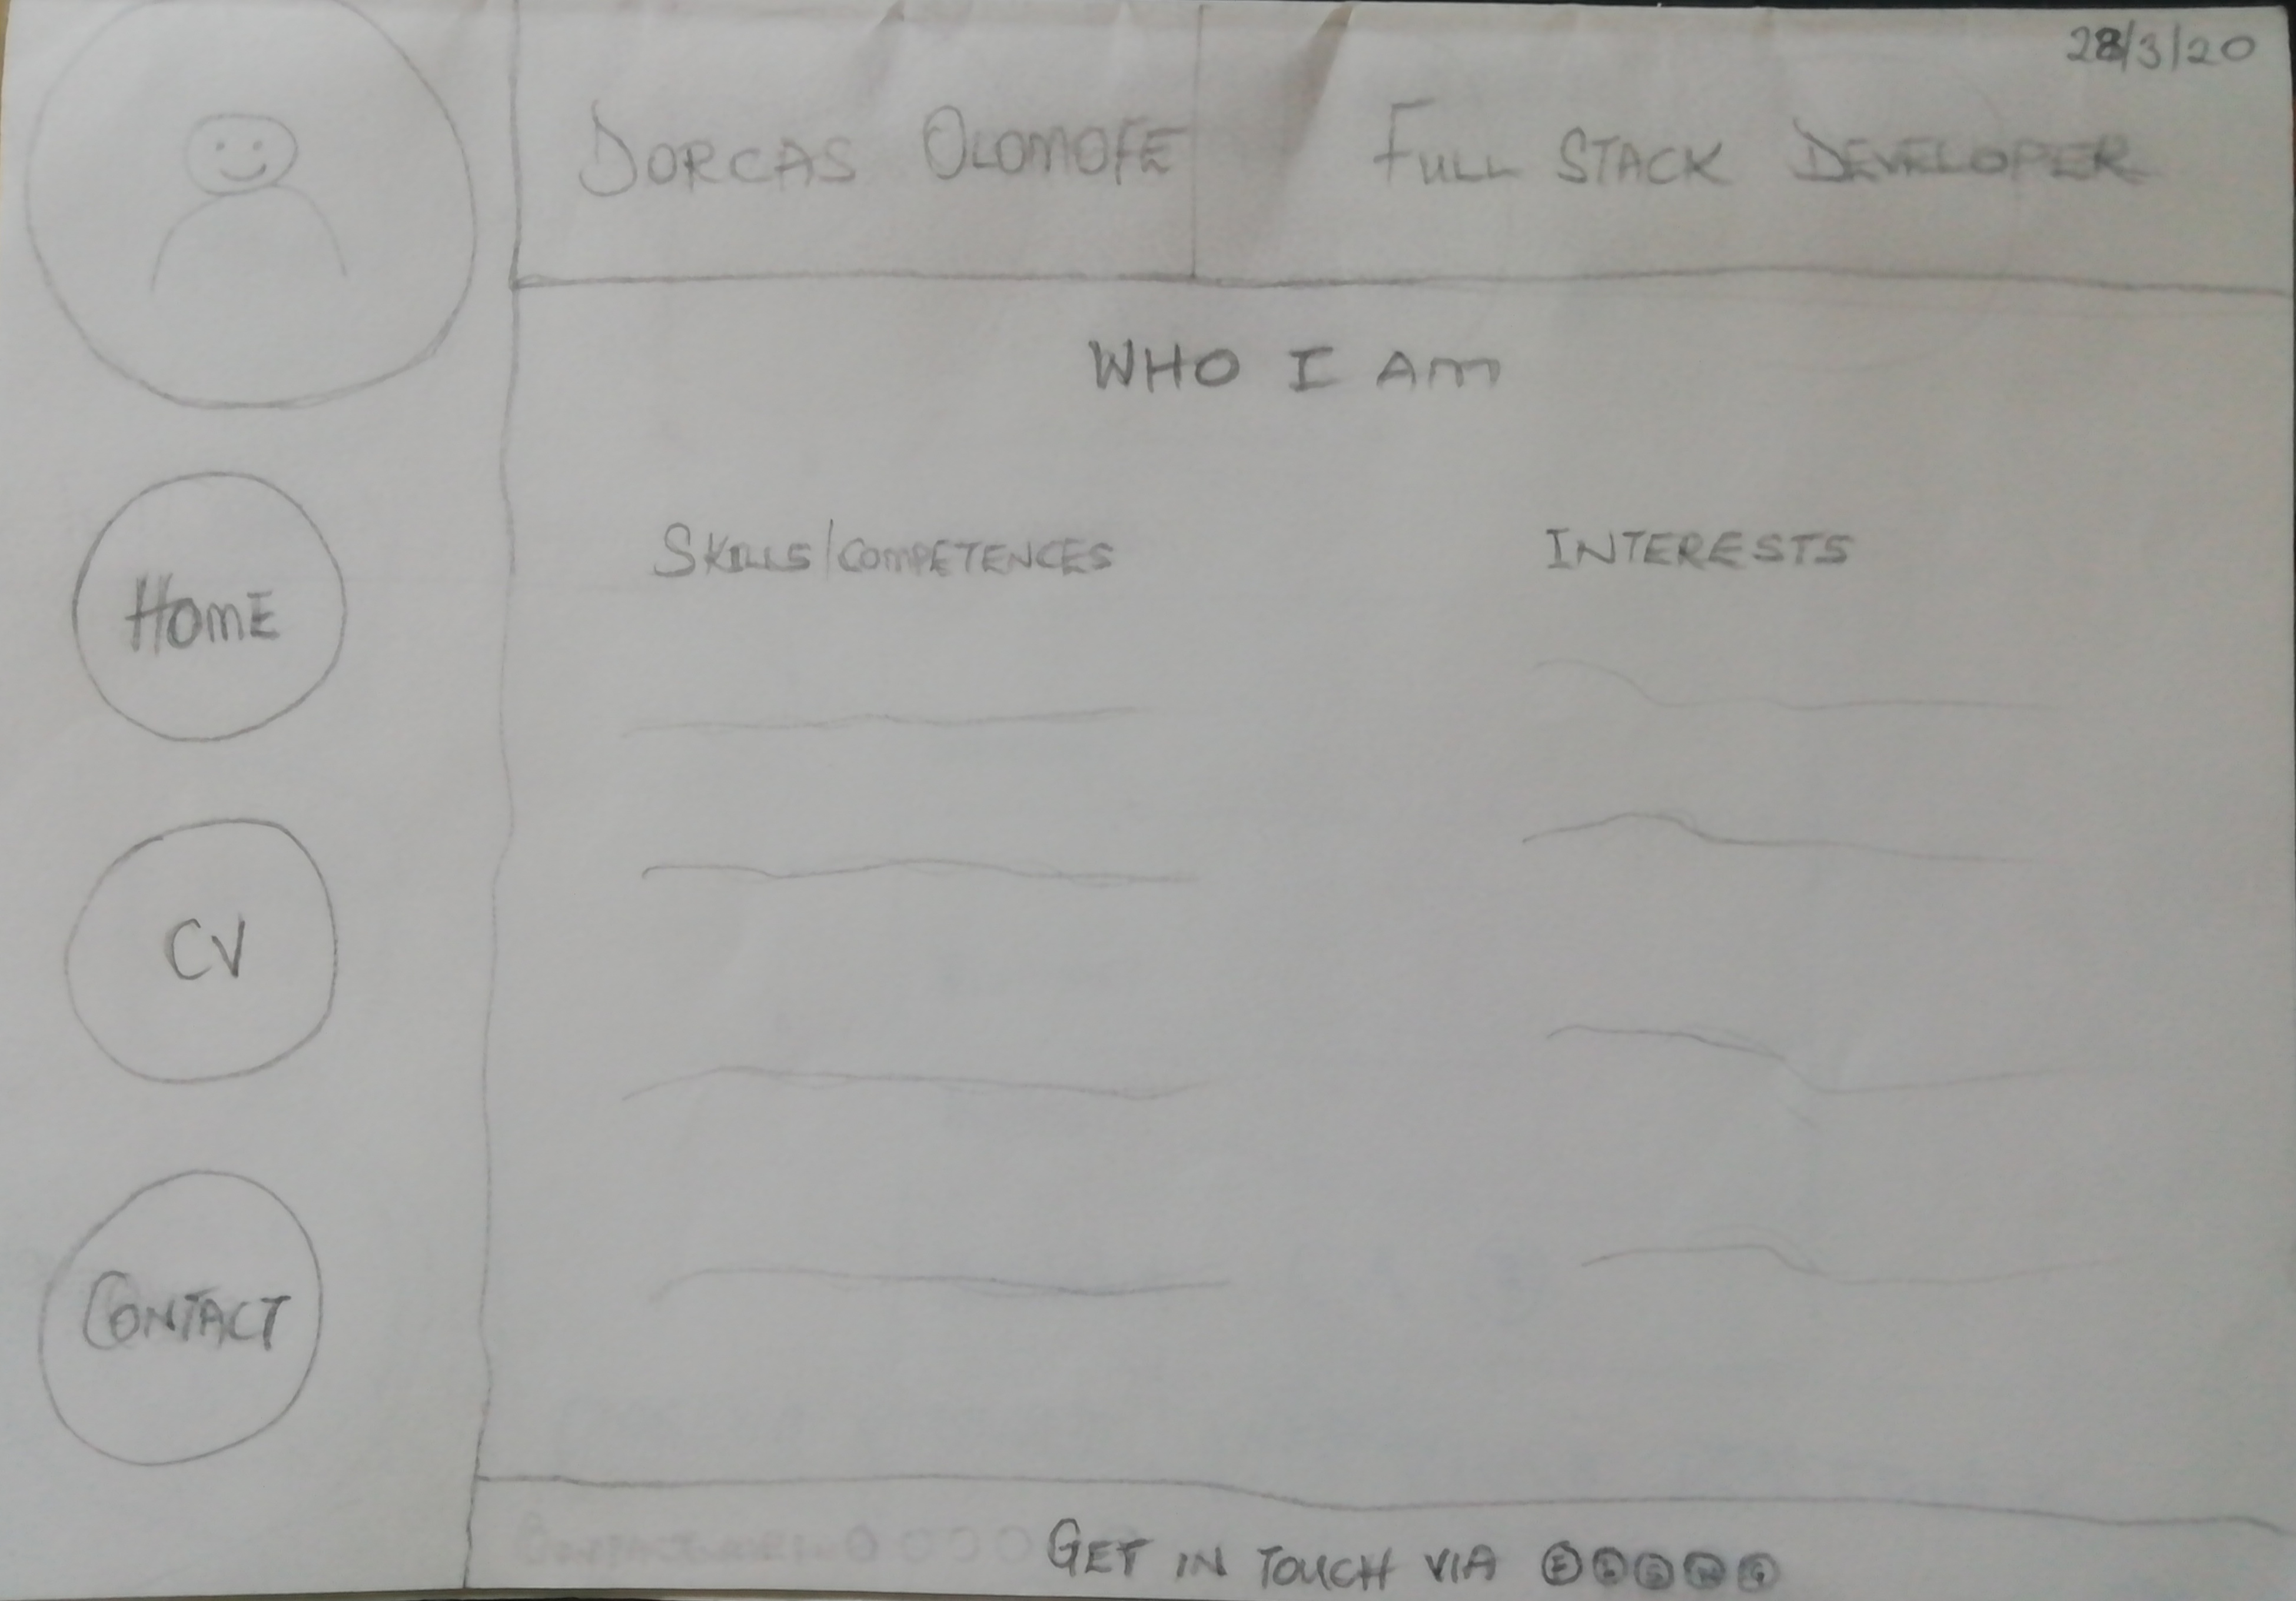 28/3/20
DORCAS OLOMOFE
FULL STACK DEVELOPER
WHO I AM
SKILLS/COMPETENCES
INTERESTS
HOME
CV
CONTACT
GET IN TOUCH VIA